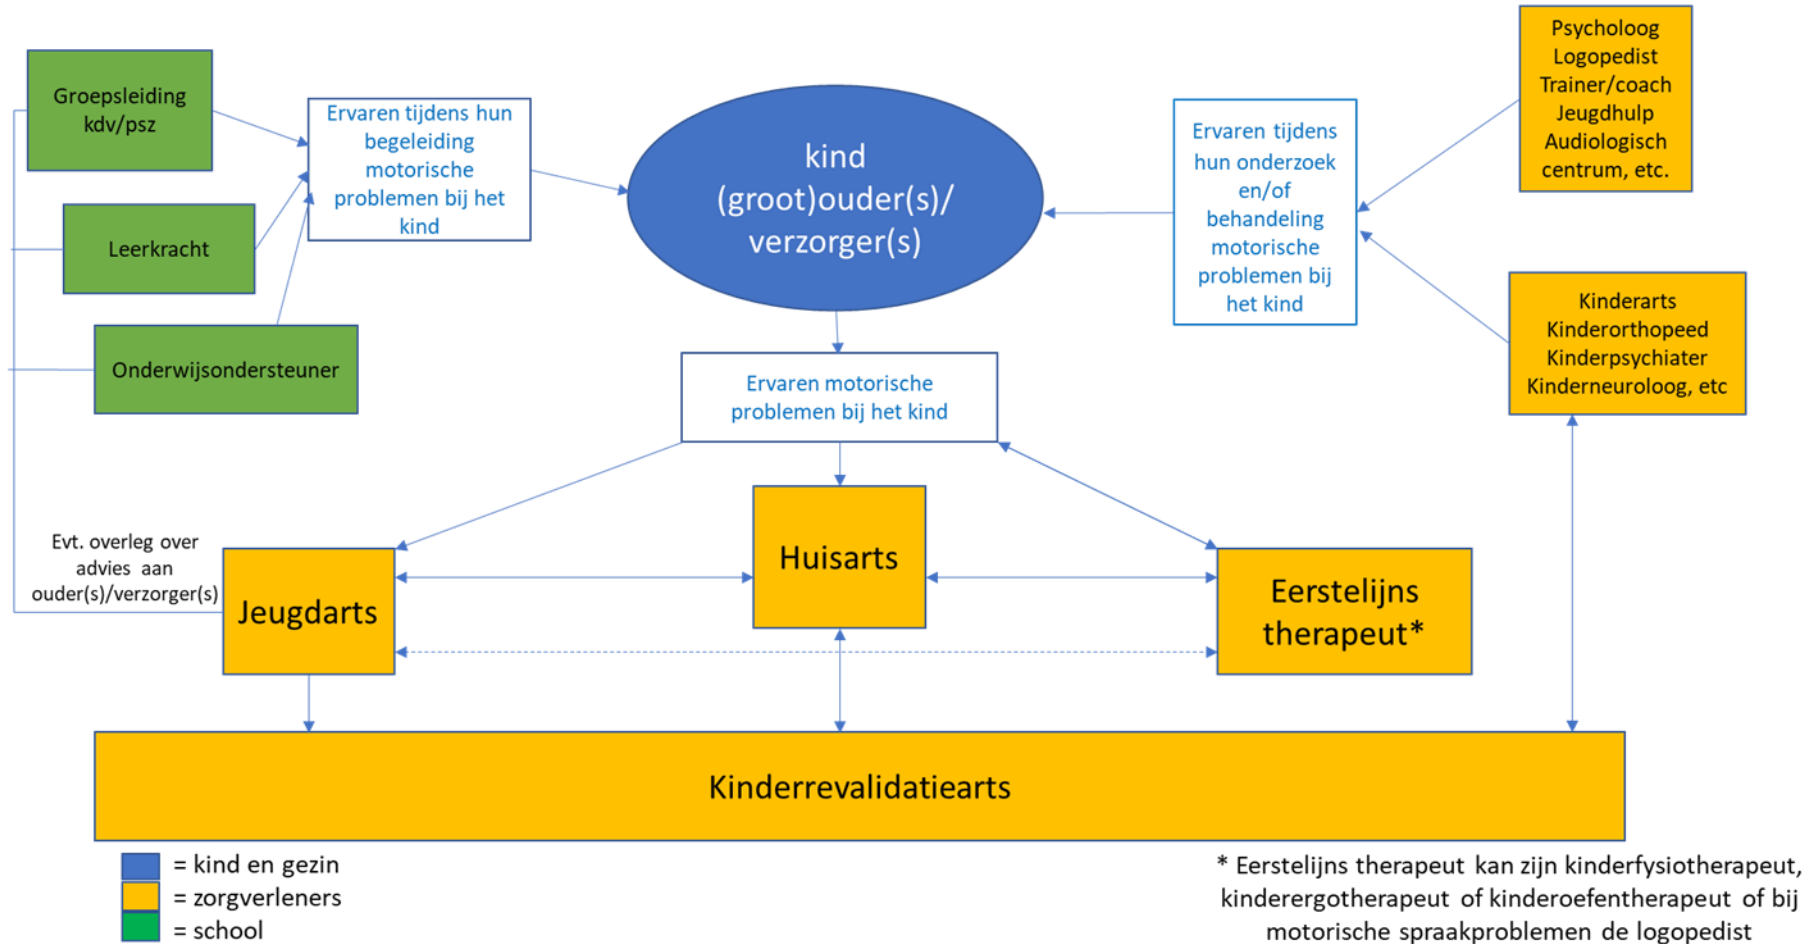 Groepsleiding
kdv/psz
Leerkracht
Onderwijsondersteuner
Ervaren tijdens hun
begeleiding
motorische
problemen bij het
kind
kind
(groot)ouder(s)/
verzorger(s)
Ervaren tijdens
hun onderzoek
en/of
behandeling
motorische
problemen bij
het kind
Psycholoog
Logopedist
Trainer/coach
Jeugdhulp
Audiologisch
centrum, etc.
Kinderarts
Kinderorthopeed
Kinderpsychiater
Kinderneuroloog, etc
Ervaren motorische
problemen bij het kind
Evt. overleg over
advies aan
ouder(s)/verzorger(s)
Jeugdarts
Huisarts
Eerstelijns
therapeut*
Kinderrevalidatiearts
= kind en gezin
= zorgverleners
= school
* Eerstelijns therapeut kan zijn kinderfysiotherapeut,
kinderergotherapeut of kinderoefentherapeut of bij
motorische spraakproblemen de logopedist